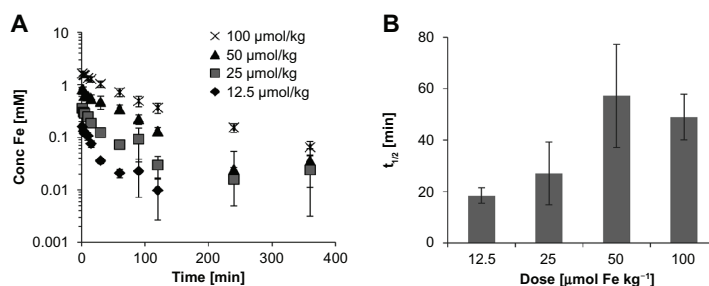 A
100 µmol/kg
50 µmol/kg
25 µmol/kg
12.5 µmol/kg
Conc Fe [mM]
10
1
0.1
0.01
0.001
0 100 200 300 400
Time [min]
B
t1/2 [min]
80
60
40
20
0
12.5 25 50 100
Dose [µmol Fe kg⁻¹]